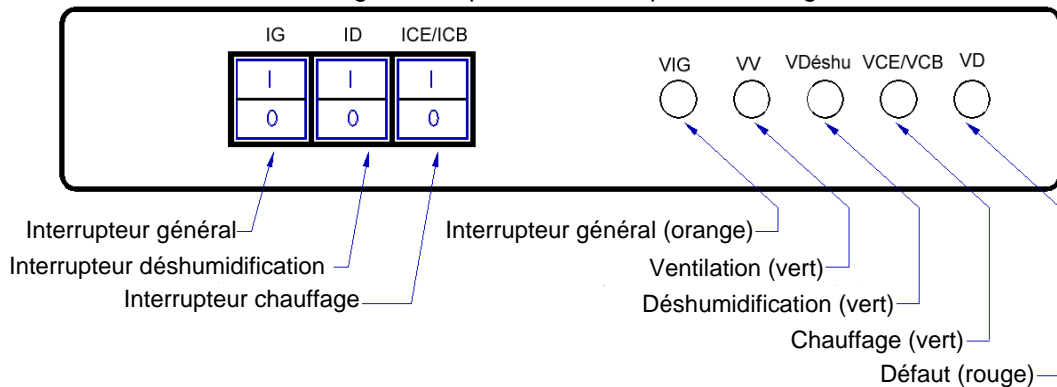 IG ID ICE/ICB
I I I
0 0 0
VIG VV VDéshu VCE/VCB VD
Interrupteur général
Interrupteur déshumidification
Interrupteur chauffage
Interrupteur général (orange)
Ventilation (vert)
Déshumidification (vert)
Chauffage (vert)
Défaut (rouge)